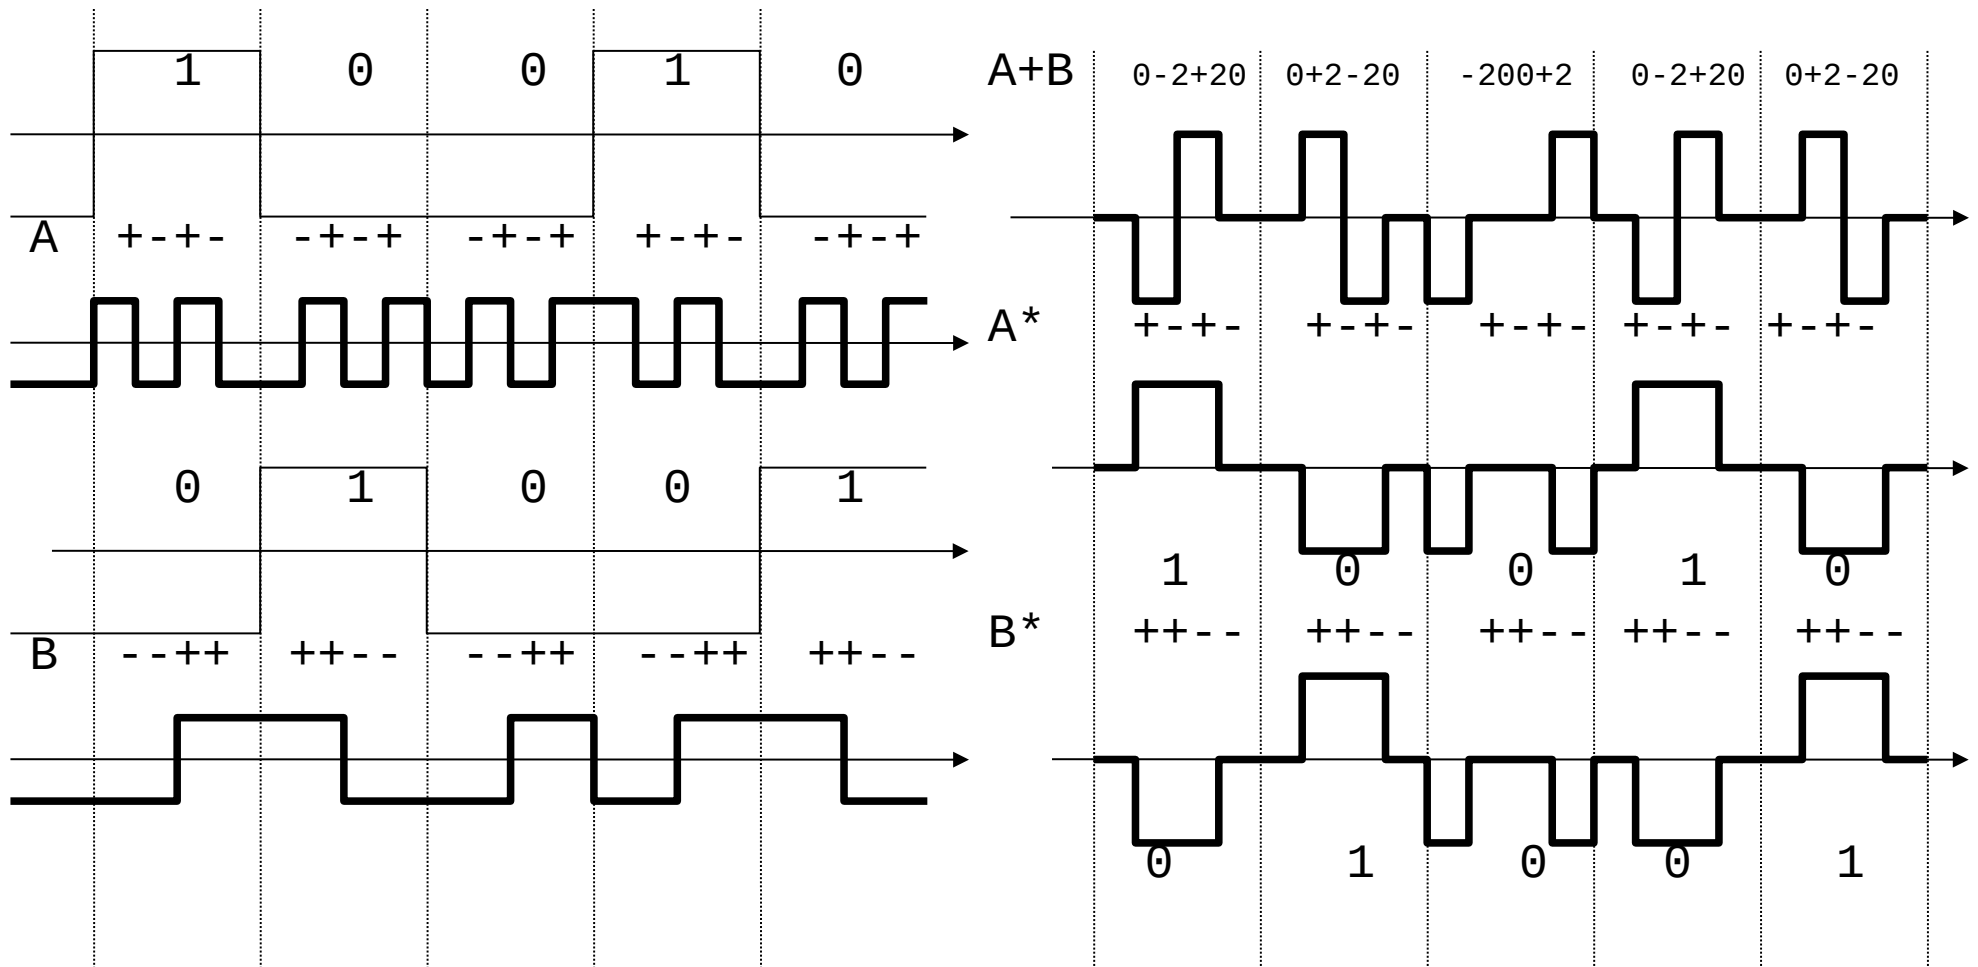 1 0 0 1 0
A +-+- -+-+ -+-+ +-+- -+-+
0 1 0 0 1
B --++ ++-- --++ --++ ++--
A+B 0-2+20 0+2-20 -200+2 0-2+20 0+2-20
A* +-+- +-+- +-+- +-+- +-+-
1 0 0 1 0
B* ++-- ++-- ++-- ++-- ++--
0 1 0 0 1